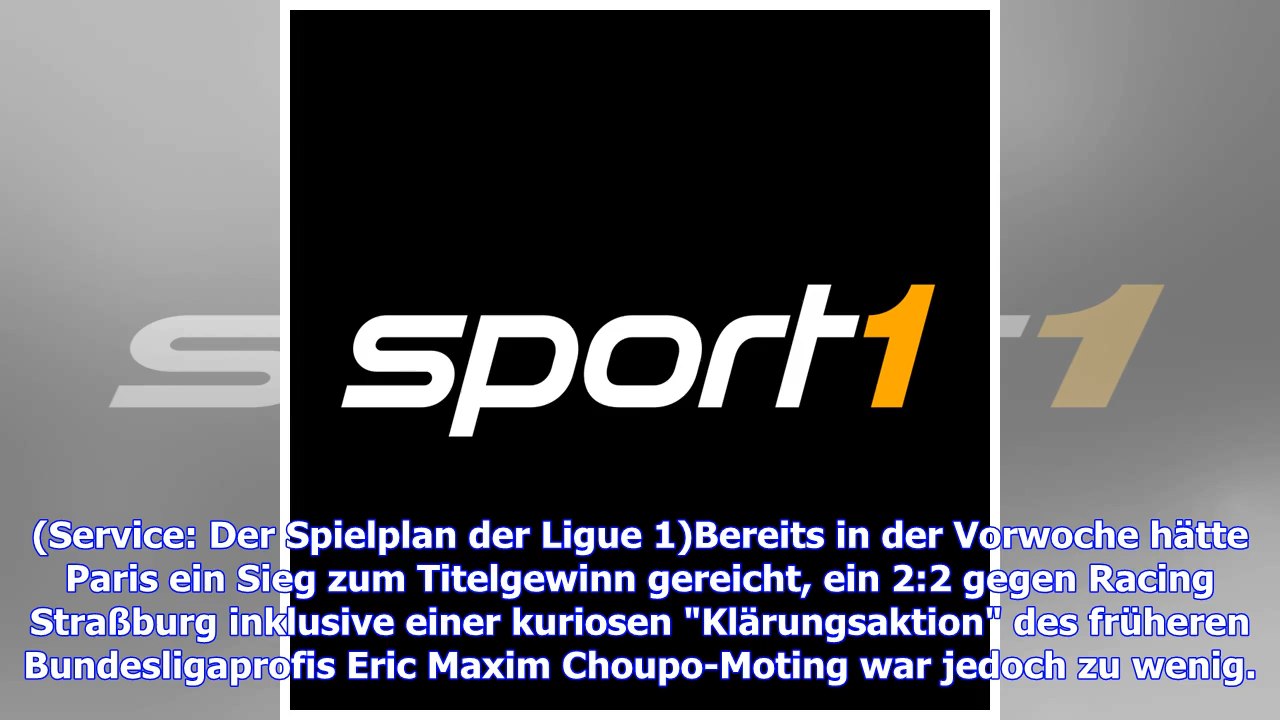 sport1
(Service: Der Spielplan der Ligue 1)Bereits in der Vorwoche hätte
Paris ein Sieg zum Titelgewinn gereicht, ein 2:2 gegen Racing
Straßburg inklusive einer kuriosen "Klärungsaktion" des früheren
Bundesligaprofis Eric Maxim Choupo-Moting war jedoch zu wenig.